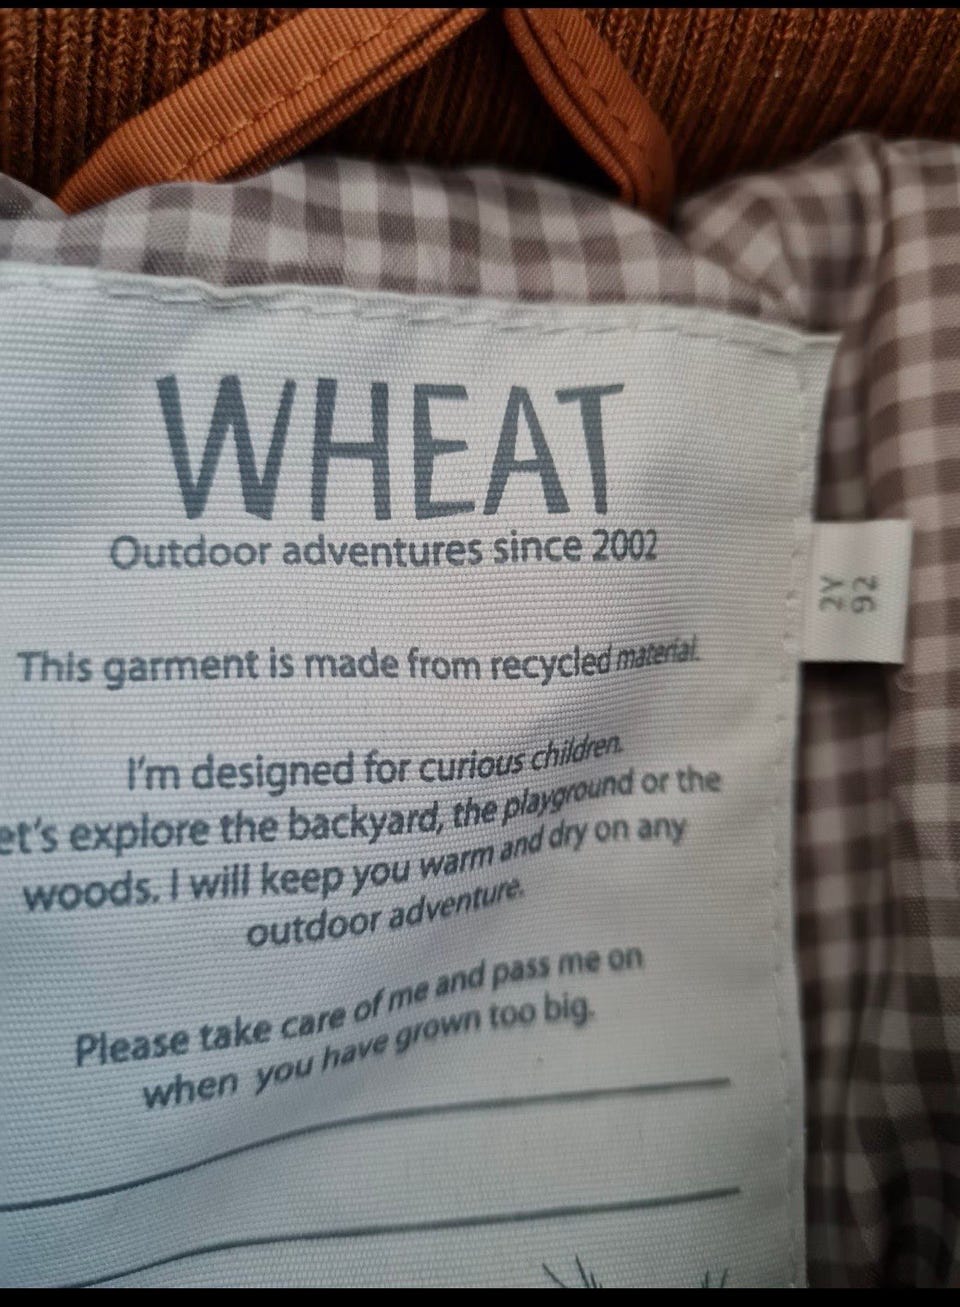 WHEAT
Outdoor adventures since 2002
2Y
92
This garment is made from recycled material.
I'm designed for curious children.
et's explore the backyard, the playground or the
woods. I will keep you warm and dry on any
outdoor adventure.
Please take care of me and pass me on
when you have grown too big.